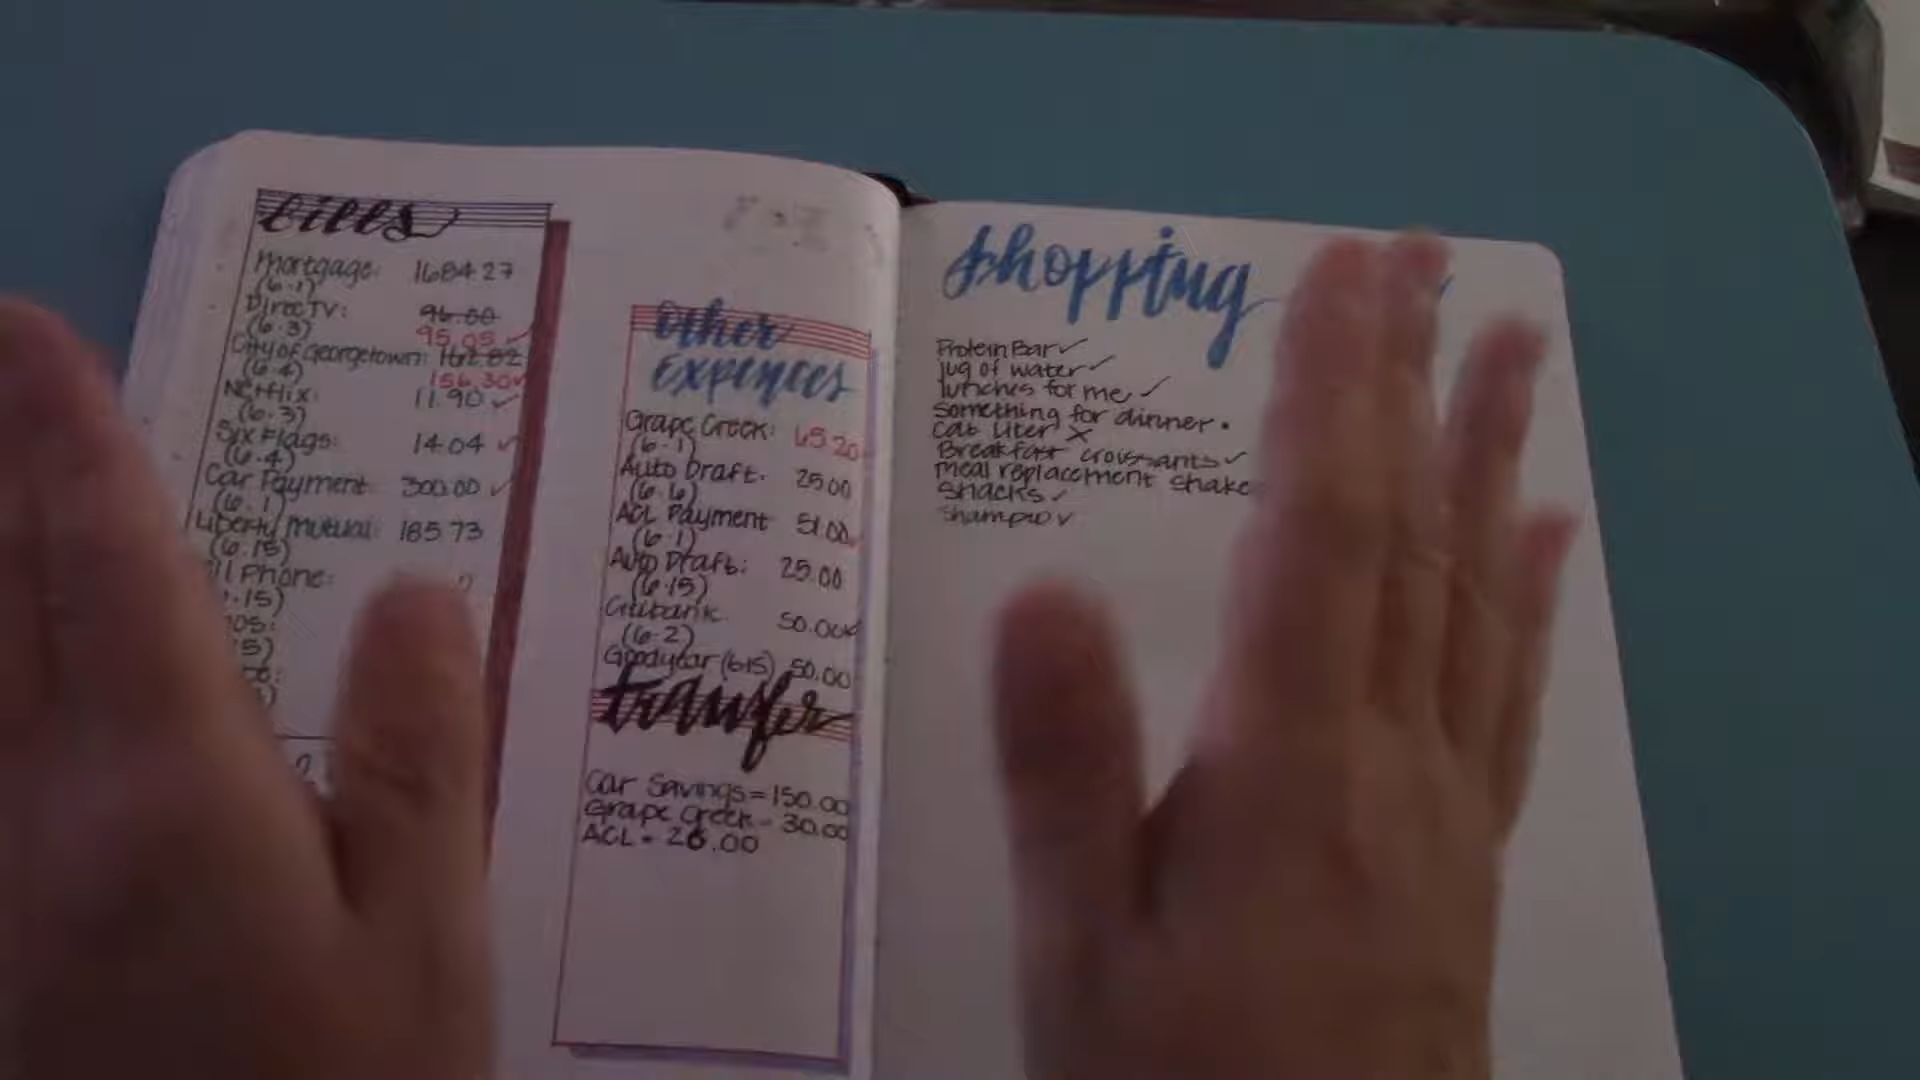 bills
Mortgage: 1684.27
(6.1)
DirecTV: 96.00
(6.3) 95.05 ✓
City of Georgetown: 162.82
(6.4) 156.30 ✓
Netflix: 11.90 ✓
(6.3)
Six Flags: 14.04 ✓
(6.4)
Car Payment: 300.00 ✓
(6.1)
Liberty Mutual: 185.73
(6.15)
Phone:
Other
Expences
Grape Creek: 65.20
(6.1)
Auto Draft: 25.00
(6.6)
ACL Payment 51.00
(6.1)
Auto Draft: 25.00
(6.15)
Citibank: 50.00
(6.2)
Goodyear (6.15) 50.00
transfer
Car Savings = 150.00
Grape Creek - 30.00
ACL - 26.00
shopping
Protein Bar ✓
jug of water ✓
lunches for me ✓
something for dinner •
Cat Liter X
Breakfast croissants ✓
meal replacement shake
snacks ✓
shampoo ✓